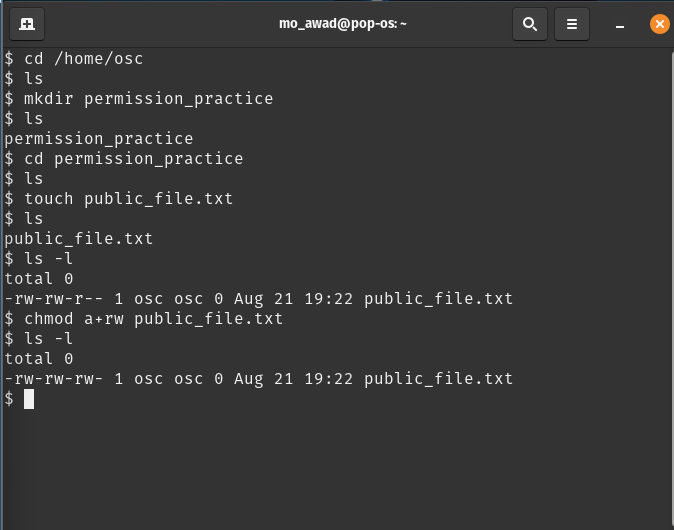 mo_awad@pop-os: ~
$ cd /home/osc
$ ls
$ mkdir permission_practice
$ ls
permission_practice
$ cd permission_practice
$ ls
$ touch public_file.txt
$ ls
public_file.txt
$ ls -l
total 0
-rw-rw-r-- 1 osc osc 0 Aug 21 19:22 public_file.txt
$ chmod a+rw public_file.txt
$ ls -l
total 0
-rw-rw-rw- 1 osc osc 0 Aug 21 19:22 public_file.txt
$